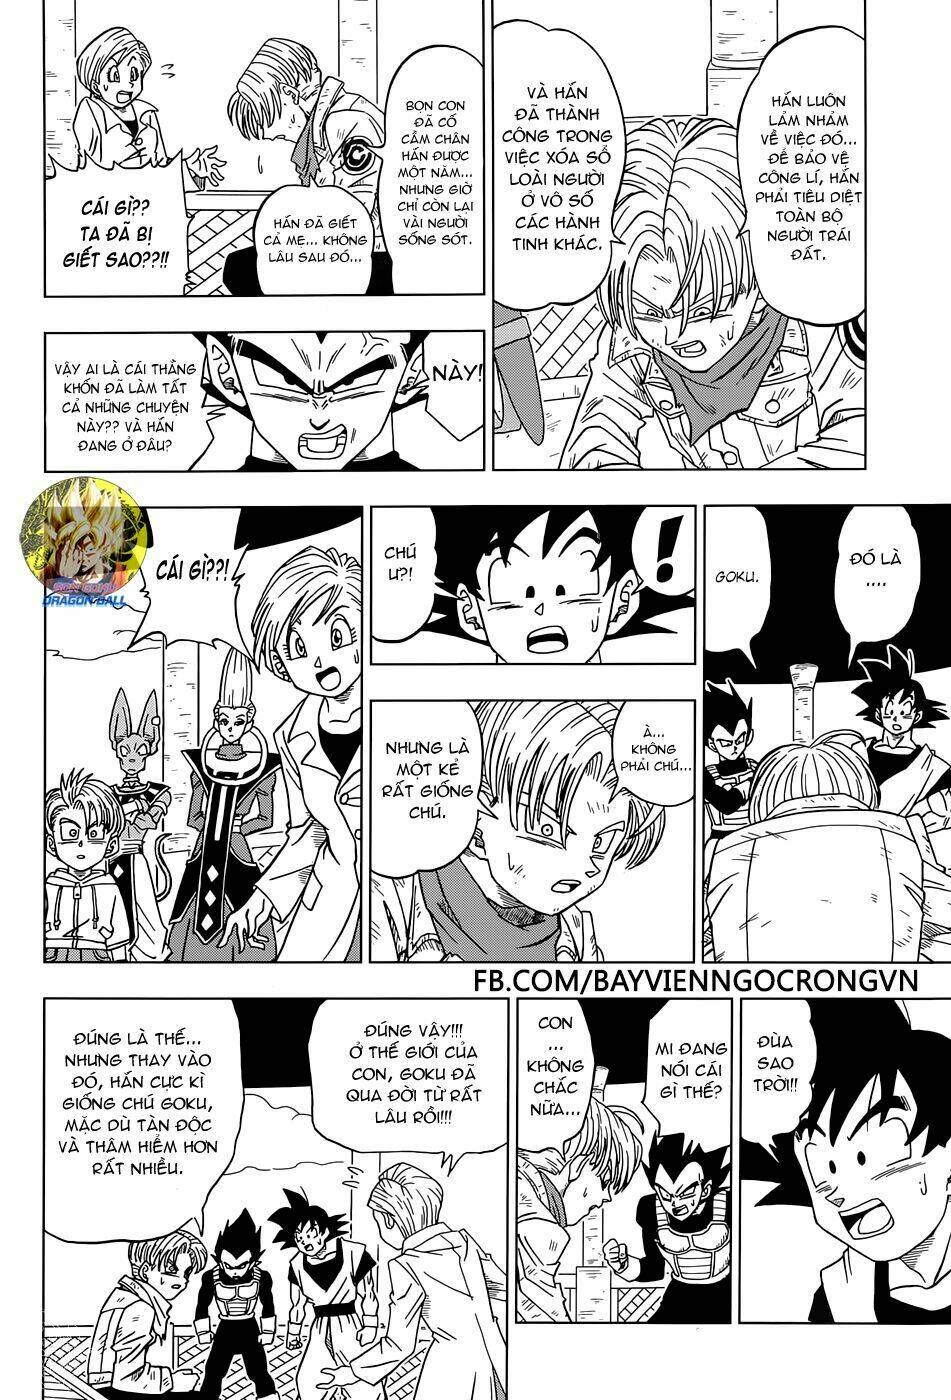 HẮN LUÔN
LẢM NHẢM
VỀ VIỆC ĐÓ...
ĐỂ BẢO VỆ
CÔNG LÍ, HẮN
PHẢI TIÊU DIỆT
TOÀN BỘ
NGƯỜI TRÁI
ĐẤT.
VÀ HẮN
ĐÃ THÀNH
CÔNG TRONG
VIỆC XÓA SỔ
LOÀI NGƯỜI
Ở VÔ SỐ
CÁC HÀNH
TINH KHÁC.
BỌN CON
ĐÃ CỐ
CẦM CHÂN
HẮN ĐƯỢC
MỘT NĂM...
NHƯNG GIỜ
CHỈ CÒN LẠI
VÀI NGƯỜI
SỐNG SÓT.
HẮN ĐÃ GIẾT
CẢ MẸ... KHÔNG
LÂU SAU ĐÓ...
CÁI GÌ??
TA ĐÃ BỊ
GIẾT SAO??!!
NÀY!
VẬY AI LÀ CÁI THẰNG
KHỐN ĐÃ LÀM TẤT
CẢ NHỮNG CHUYỆN
NÀY?? VÀ HẮN
ĐANG Ở ĐÂU?
ĐÓ LÀ
....
GOKU.
!
CHÚ
Ư?!
À...
KHÔNG
PHẢI CHÚ...
NHƯNG LÀ
MỘT KẺ
RẤT GIỐNG
CHÚ.
CÁI GÌ??!
SON GOKU
DRAGON BALL
FB.COM/BAYVIENNGOCRONGVN
ĐÙA
SAO
TRỜI!!
MI ĐANG
NÓI CÁI
GÌ THẾ?
CON
...
KHÔNG
CHẮC
NỮA...
ĐÚNG VẬY!!!
Ở THẾ GIỚI CỦA
CON, GOKU ĐÃ
QUA ĐỜI TỪ RẤT
LÂU RỒI!!!
ĐÚNG LÀ THẾ...
NHƯNG THAY VÀO
ĐÓ, HẮN CỰC KÌ
GIỐNG CHÚ GOKU,
MẶC DÙ TÀN ĐỘC
VÀ THÂM HIỂM HƠN
RẤT NHIỀU.